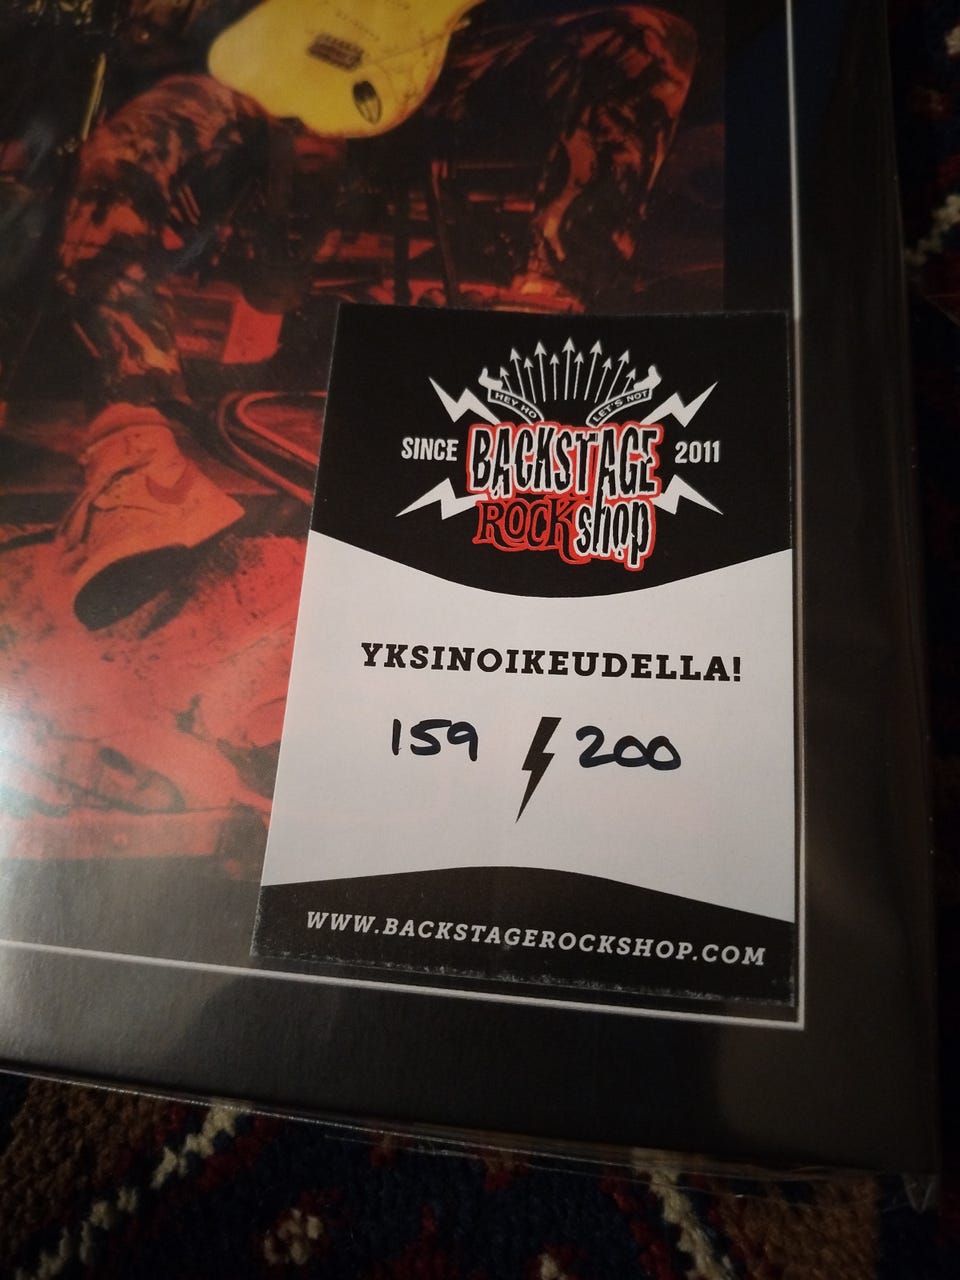 HEY HO LET'S NOT
SINCE BACKSTAGE 2011
ROCK shop
YKSINOIKEUDELLA!
159 / 200
WWW.BACKSTAGEROCKSHOP.COM